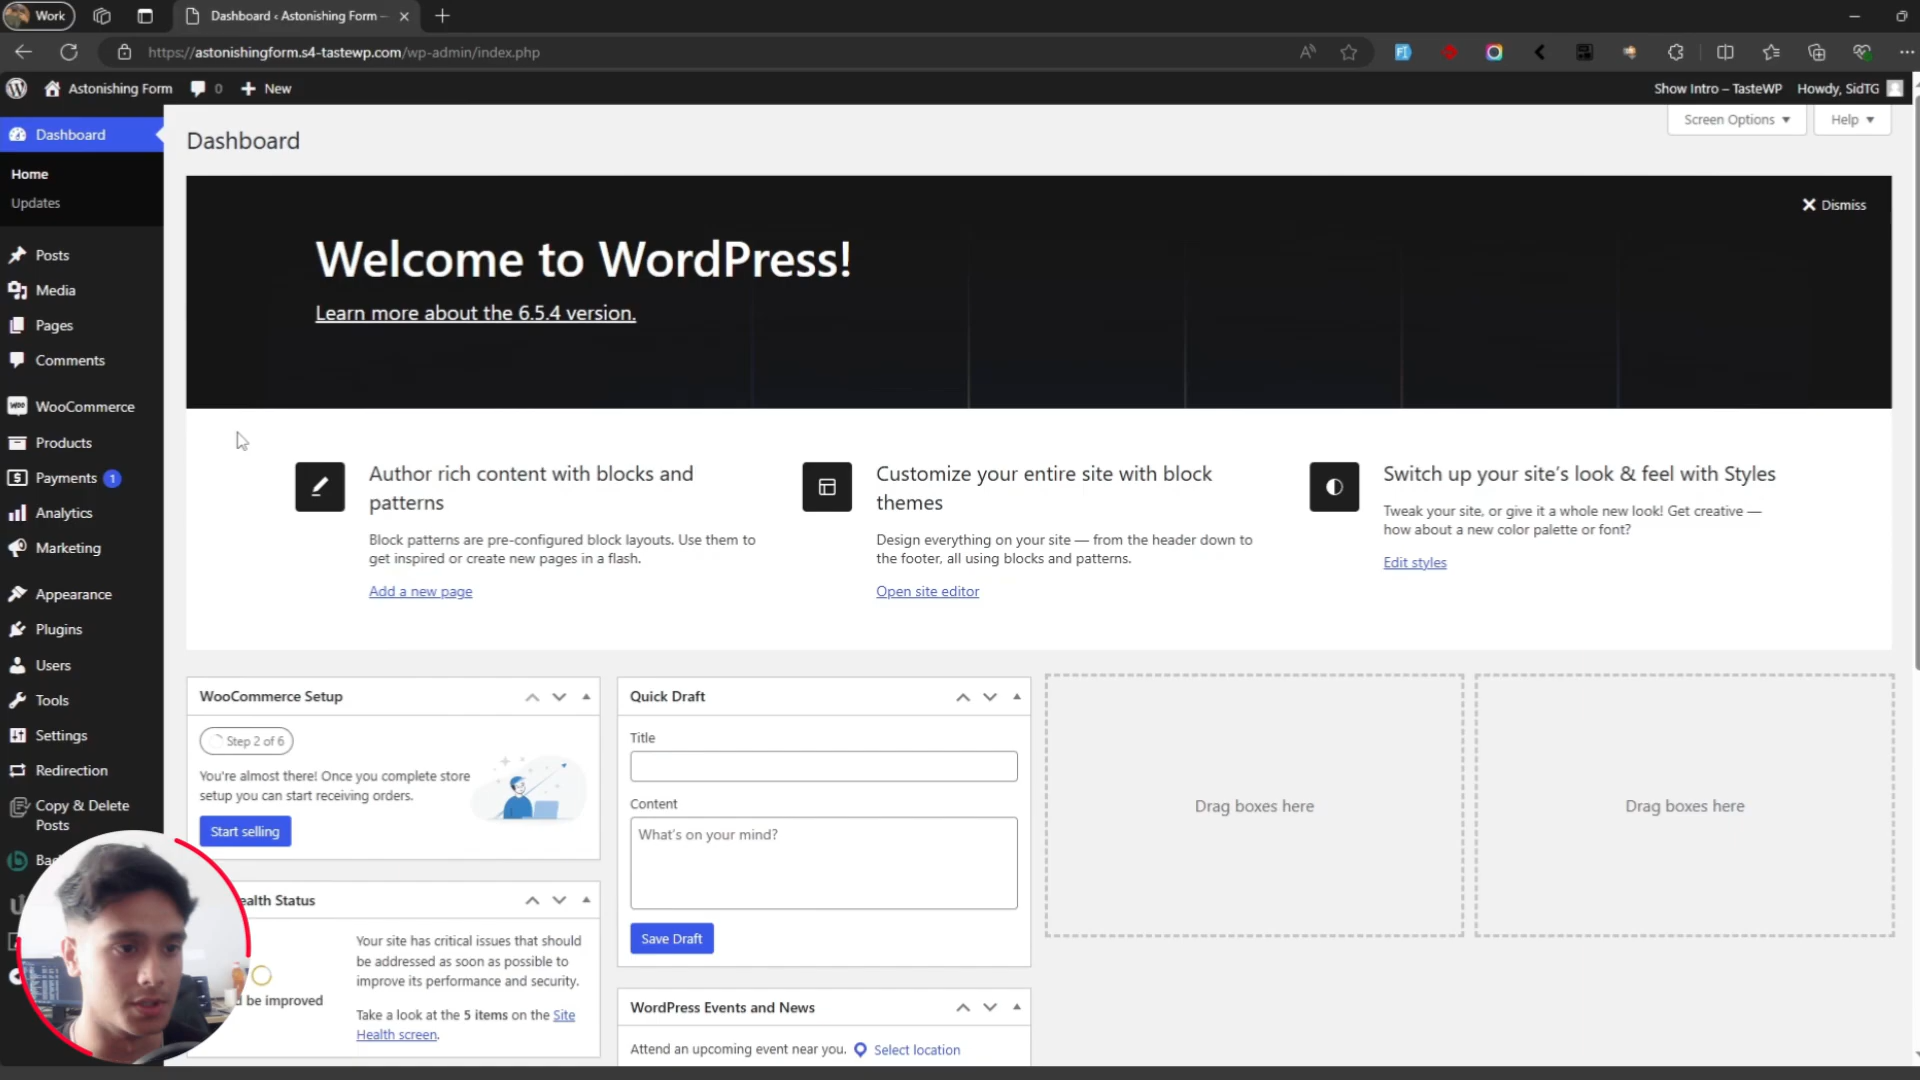 Work
Dashboard ‹ Astonishing Form —
https://astonishingform.s4-tastewp.com/wp-admin/index.php
Astonishing Form
0
New
Show Intro – TasteWP
Howdy, SidTG
Dashboard
Home
Updates
Posts
Media
Pages
Comments
WooCommerce
Products
Payments 1
Analytics
Marketing
Appearance
Plugins
Users
Tools
Settings
Redirection
Copy & Delete
Posts
Dashboard
Screen Options
Help
Dismiss
Welcome to WordPress!
Learn more about the 6.5.4 version.
Author rich content with blocks and
patterns
Block patterns are pre-configured block layouts. Use them to
get inspired or create new pages in a flash.
Add a new page
Customize your entire site with block
themes
Design everything on your site — from the header down to
the footer, all using blocks and patterns.
Open site editor
Switch up your site's look & feel with Styles
Tweak your site, or give it a whole new look! Get creative —
how about a new color palette or font?
Edit styles
WooCommerce Setup
Step 2 of 6
You're almost there! Once you complete store
setup you can start receiving orders.
Start selling
ealth Status
be improved
Your site has critical issues that should
be addressed as soon as possible to
improve its performance and security.
Take a look at the 5 items on the Site
Health screen.
Quick Draft
Title
Content
What's on your mind?
Save Draft
WordPress Events and News
Attend an upcoming event near you.
Select location
Drag boxes here
Drag boxes here